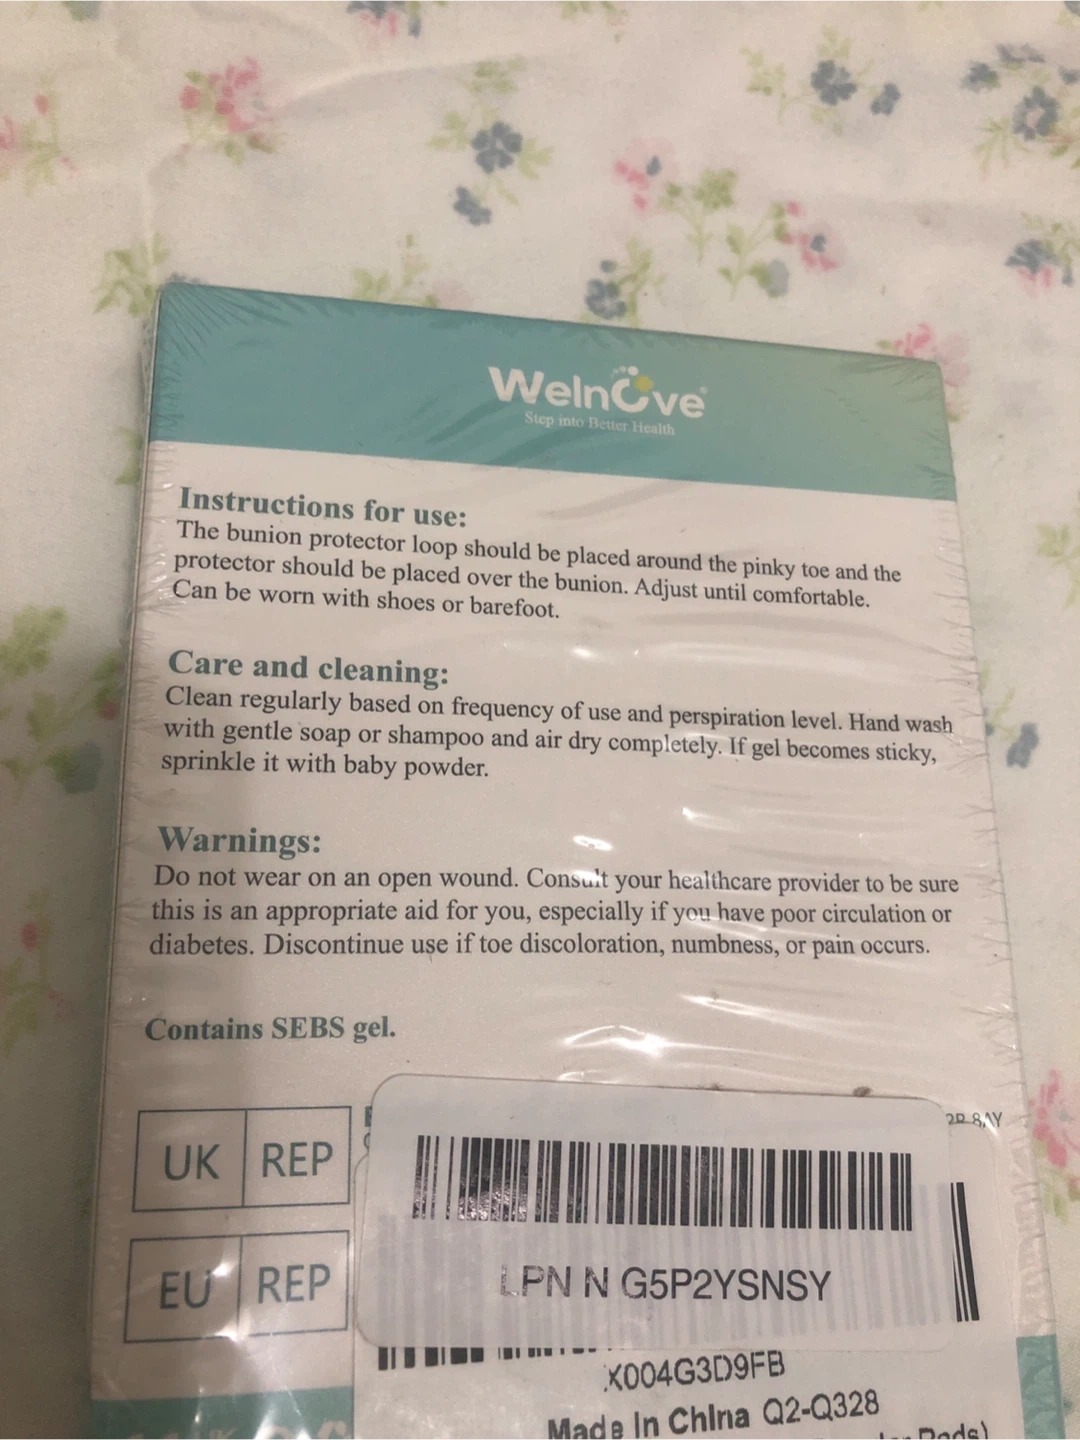 Welnove
Step into Better Health
Instructions for use:
The bunion protector loop should be placed around the pinky toe and the
protector should be placed over the bunion. Adjust until comfortable.
Can be worn with shoes or barefoot.
Care and cleaning:
Clean regularly based on frequency of use and perspiration level. Hand wash
with gentle soap or shampoo and air dry completely. If gel becomes sticky,
sprinkle it with baby powder.
Warnings:
Do not wear on an open wound. Consult your healthcare provider to be sure
this is an appropriate aid for you, especially if you have poor circulation or
diabetes. Discontinue use if toe discoloration, numbness, or pain occurs.
Contains SEBS gel.
UK REP
8AY
EU REP
LPN N G5P2YSNSY
X004G3D9FB
Made In China Q2-Q328
Pads)